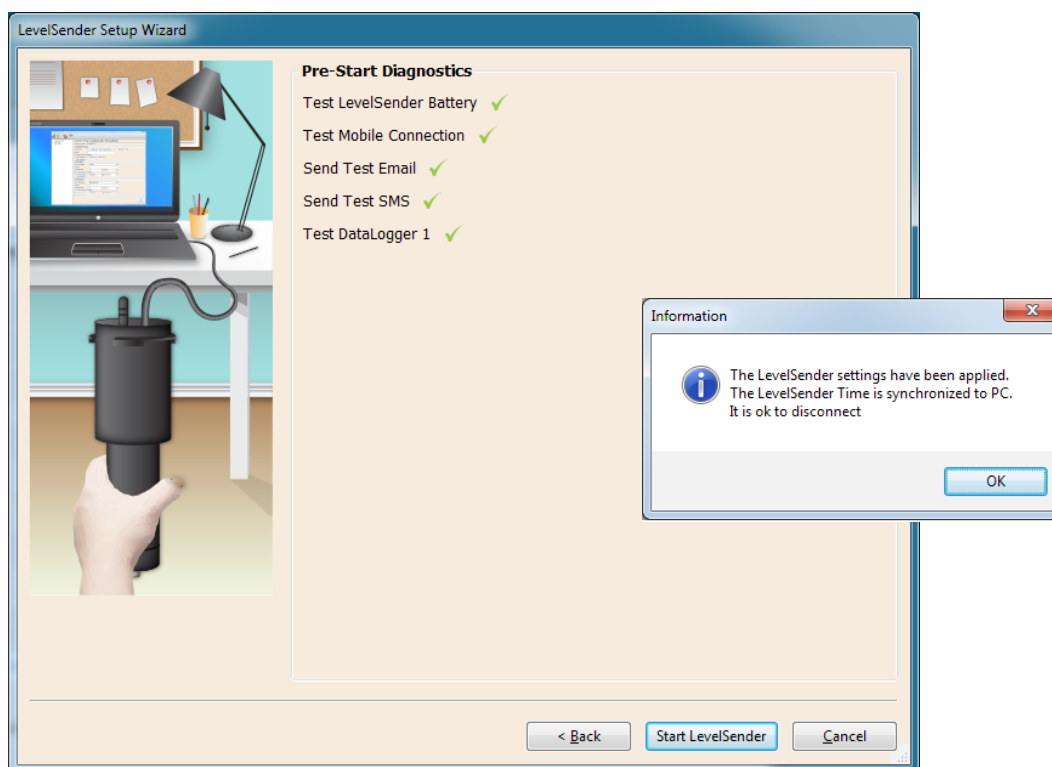 LevelSender Setup Wizard
Pre-Start Diagnostics
Test LevelSender Battery
Test Mobile Connection
Send Test Email
Send Test SMS
Test DataLogger 1
Information
The LevelSender settings have been applied.
The LevelSender Time is synchronized to PC.
It is ok to disconnect
OK
< Back
Start LevelSender
Cancel